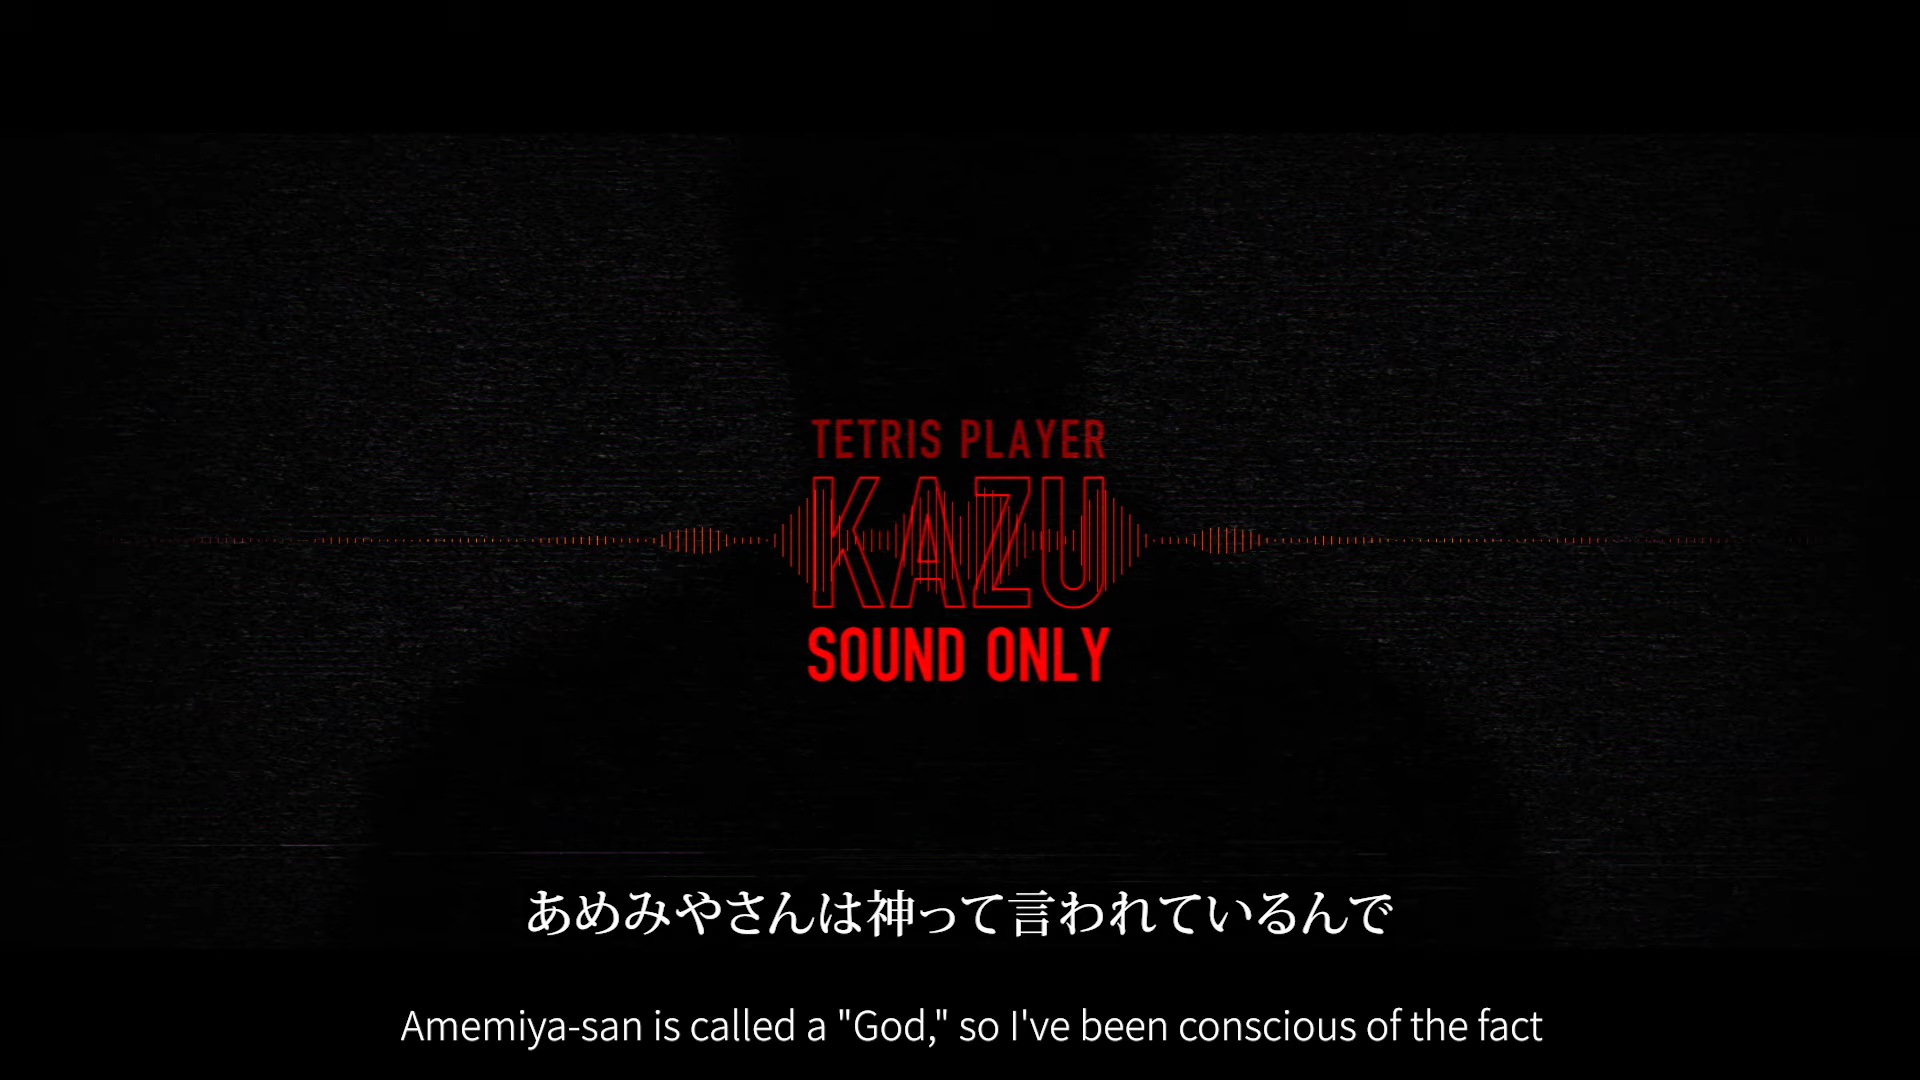 TETRIS PLAYER
KAZU
SOUND ONLY
あめみやさんは神って言われているんで
Amemiya-san is called a "God," so I've been conscious of the fact